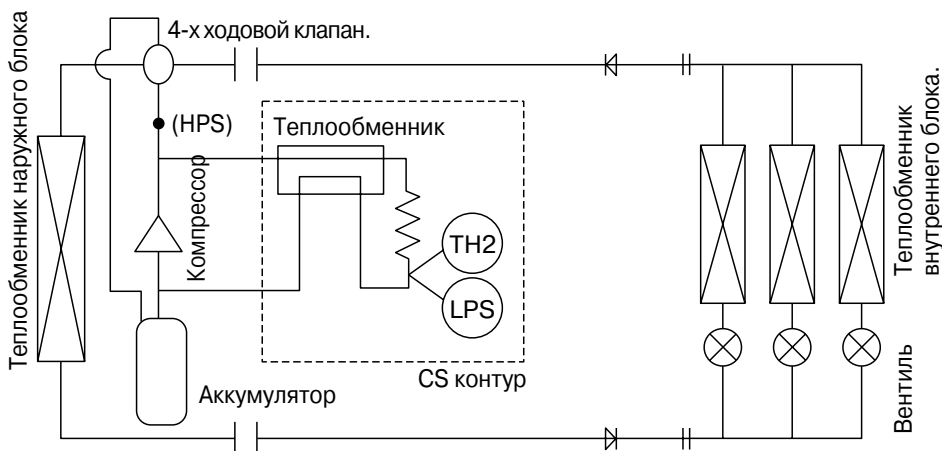 4-х ходовой клапан.
Теплообменник наружного блока
(HPS)
Теплообменник
Компрессор
TH2
LPS
CS контур
Аккумулятор
Теплообменник
внутреннего блока.
Вентиль